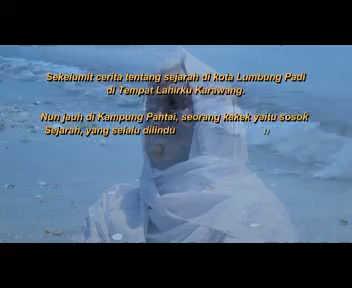 Sekelumit cerita tentang sejarah di kota Lumbung Padi
di Tempat Lahirku Karawang.
Nun jauh di Kampung Pantai, seorang kakek yaitu sosok
Sejarah, yang selalu dilindu